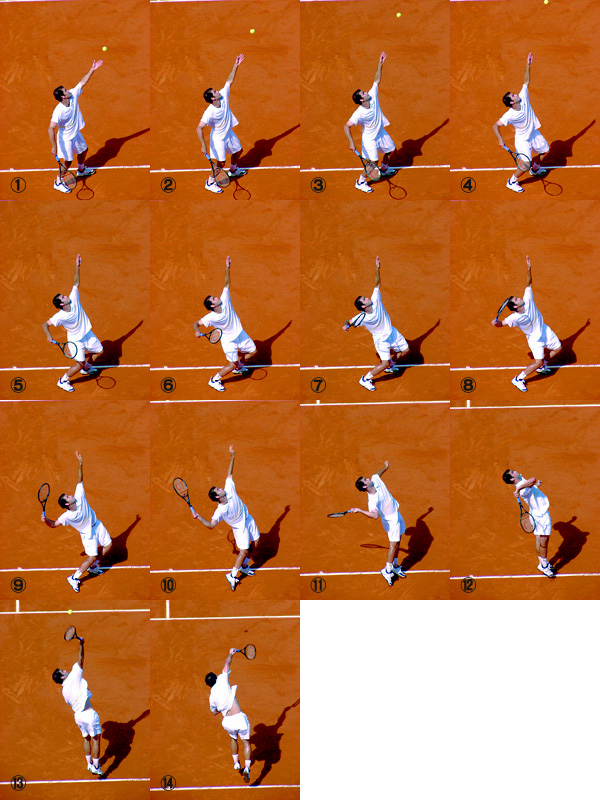 ① ② ③ ④
⑤ ⑥ ⑦ ⑧
⑨ ⑩ ⑪ ⑫
⑬ ⑭